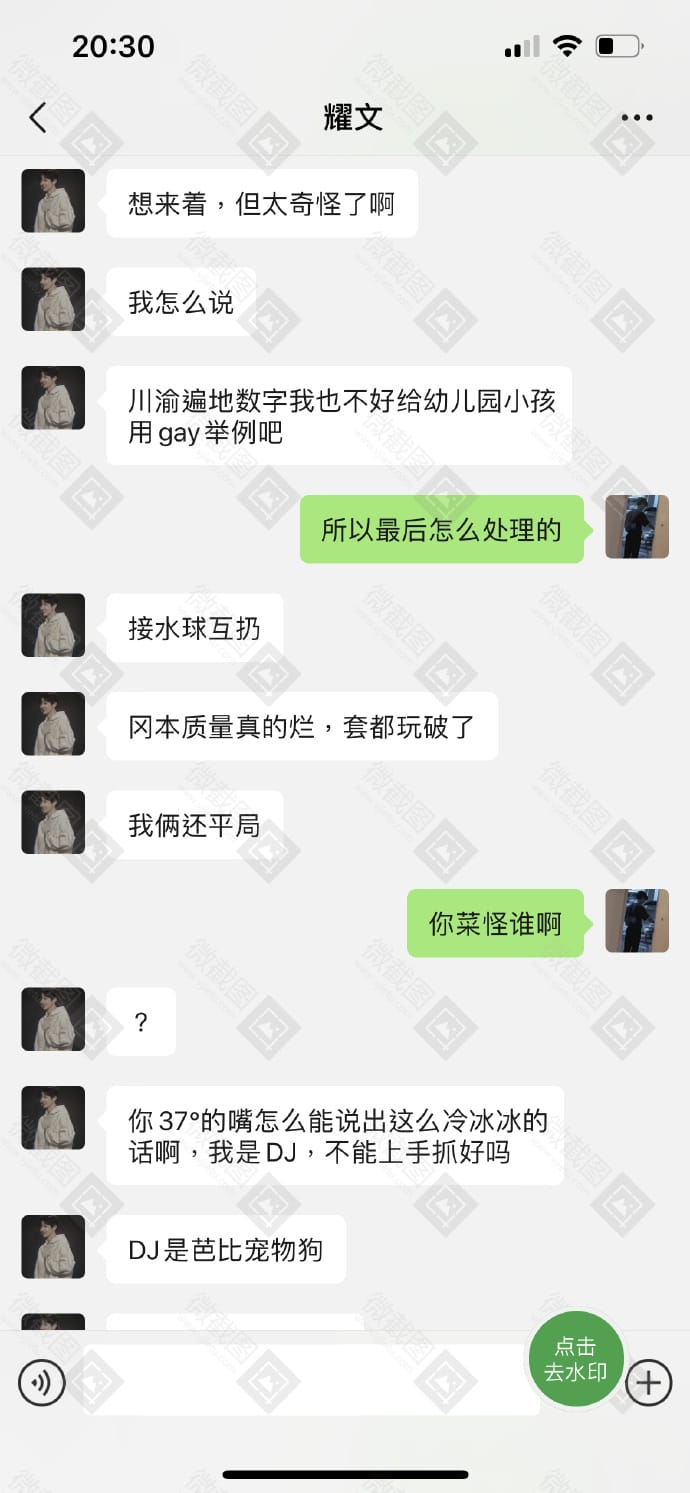 20:30
耀文
想来着，但太奇怪了啊
我怎么说
川渝遍地数字我也不好给幼儿园小孩
用gay举例吧
所以最后怎么处理的
接水球互扔
冈本质量真的烂，套都玩破了
我俩还平局
你菜怪谁啊
?
你37°的嘴怎么能说出这么冷冰冰的
话啊，我是DJ，不能上手抓好吗
DJ是芭比宠物狗
点击
去水印
微截图